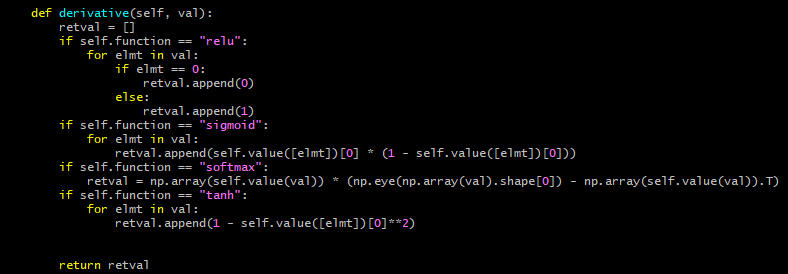 def derivative(self, val):
    retval = []
    if self.function == "relu":
        for elmt in val:
            if elmt == 0:
                retval.append(0)
            else:
                retval.append(1)
    if self.function == "sigmoid":
        for elmt in val:
            retval.append(self.value([elmt])[0] * (1 - self.value([elmt])[0]))
    if self.function == "softmax":
        retval = np.array(self.value(val)) * (np.eye(np.array(val).shape[0]) - np.array(self.value(val)).T)
    if self.function == "tanh":
        for elmt in val:
            retval.append(1 - self.value([elmt])[0]**2)
    return retval